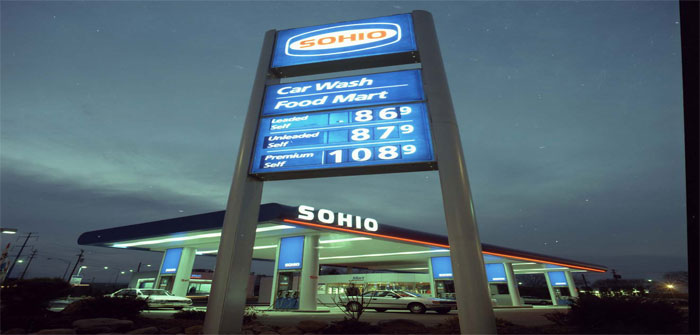 SOHIO
Car Wash
Food Mart
Leaded
Self
86⁹
Unleaded
Self
87⁹
Premium
Self
108⁹
SOHIO